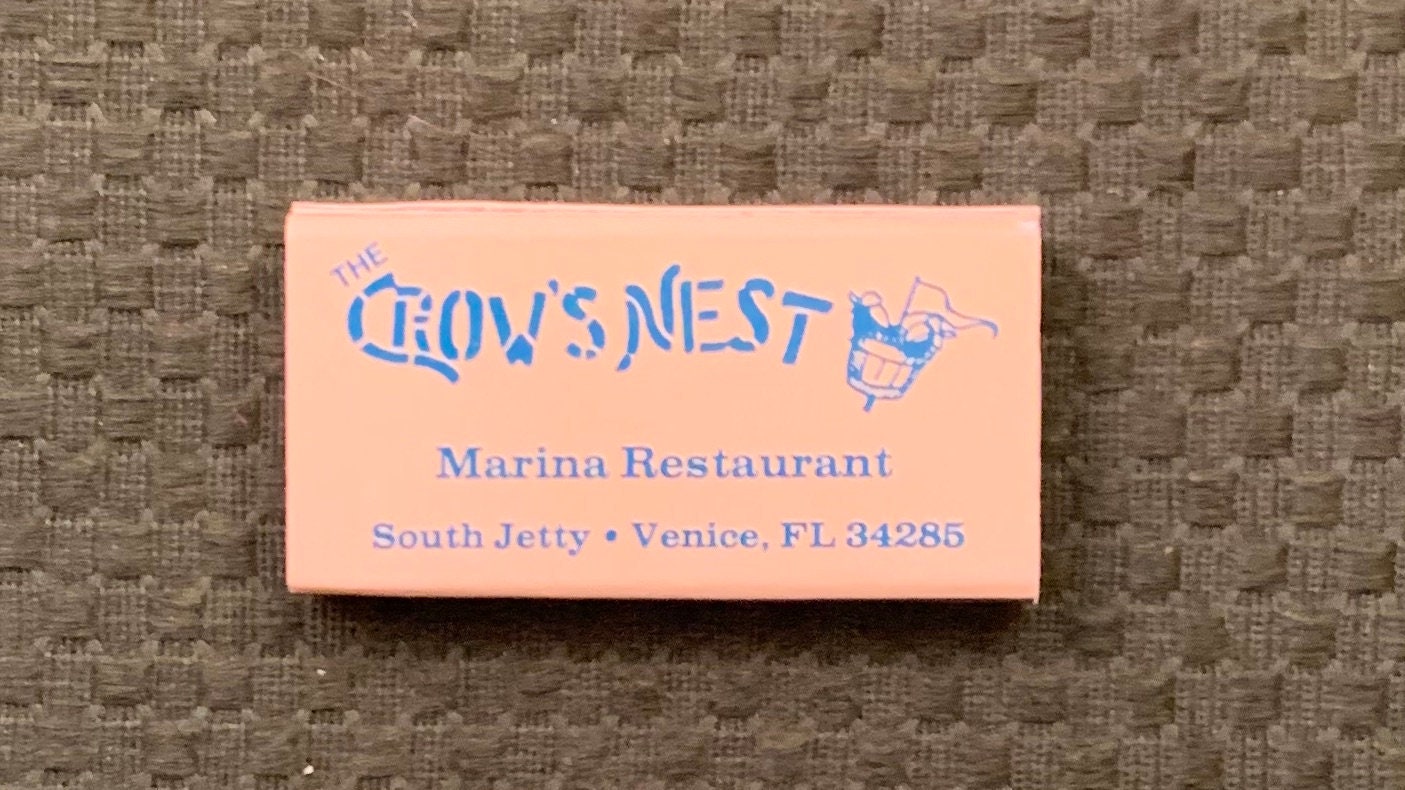 THE
CROW'S NEST
Marina Restaurant
South Jetty • Venice, FL 34285